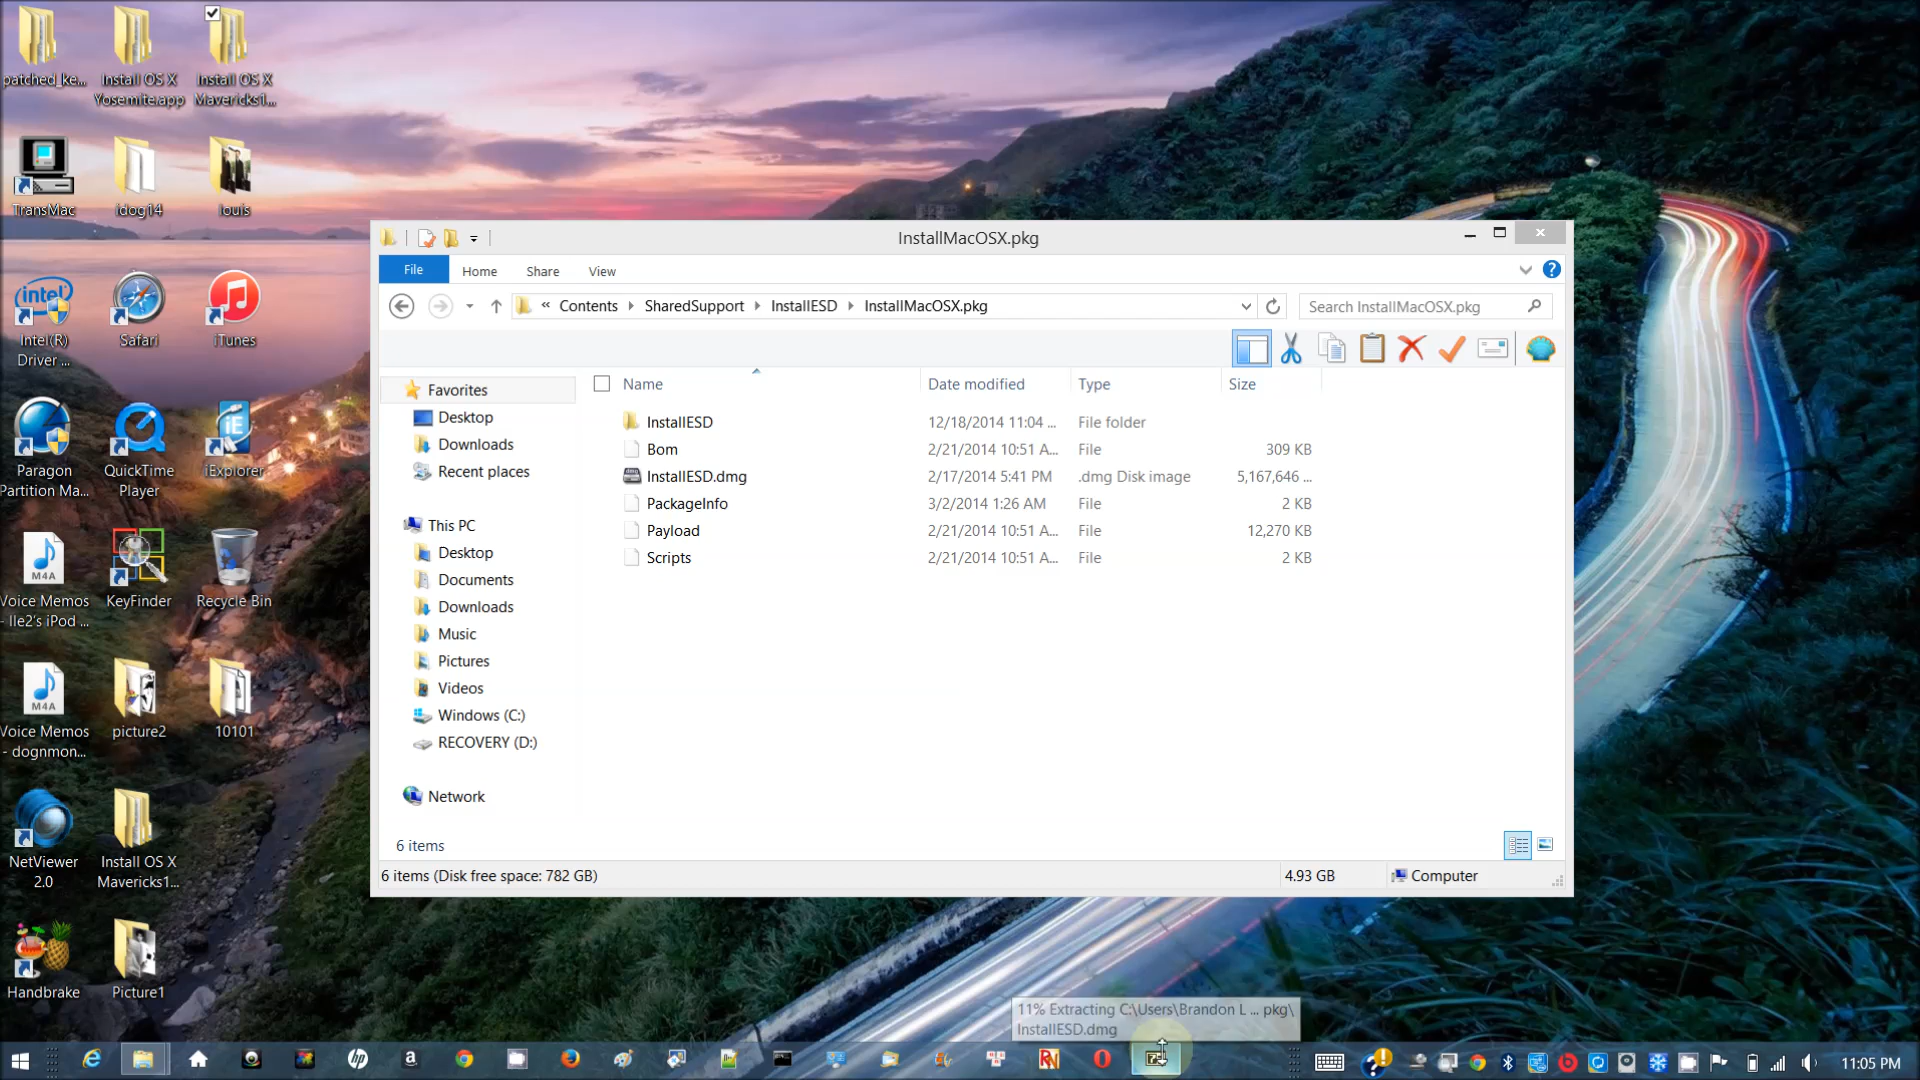 patched_ke...
Install OS X
Yosemite.app
Install OS X
Mavericks1...
TransMac
idog14
louis
Intel(R)
Driver ...
Safari
iTunes
Paragon
Partition Ma...
QuickTime
Player
iExplorer
Voice Memos
- lle2's iPod ...
KeyFinder
Recycle Bin
Voice Memos
- dognmon...
picture2
10101
NetViewer
2.0
Install OS X
Mavericks1...
Handbrake
Picture1
InstallMacOSX.pkg
File Home Share View
« Contents SharedSupport InstallESD InstallMacOSX.pkg
Search InstallMacOSX.pkg
Name Date modified Type Size
InstallESD 12/18/2014 11:04 ... File folder
Bom 2/21/2014 10:51 A... File 309 KB
InstallESD.dmg 2/17/2014 5:41 PM .dmg Disk image 5,167,646 ...
PackageInfo 3/2/2014 1:26 AM File 2 KB
Payload 2/21/2014 10:51 A... File 12,270 KB
Scripts 2/21/2014 10:51 A... File 2 KB
Favorites
Desktop
Downloads
Recent places
This PC
Desktop
Documents
Downloads
Music
Pictures
Videos
Windows (C:)
RECOVERY (D:)
Network
6 items
6 items (Disk free space: 782 GB) 4.93 GB Computer
11% Extracting C:\Users\Brandon L ... pkg\
InstallESD.dmg
11:05 PM